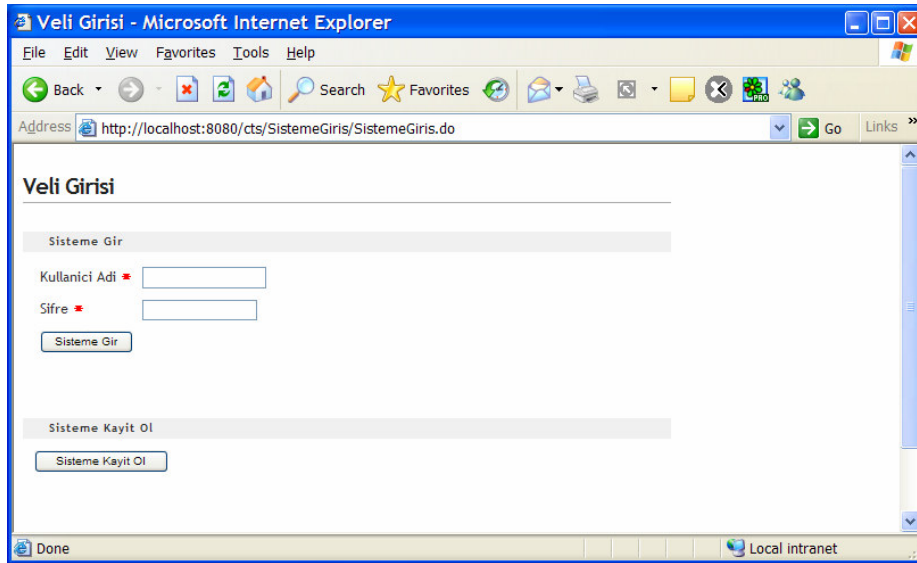 Veli Girisi - Microsoft Internet Explorer
File Edit View Favorites Tools Help
Back Search Favorites PRO
Address http://localhost:8080/cts/SistemeGiris/SistemeGiris.do Go Links »
Veli Girisi
Sisteme Gir
Kullanici Adi *
Sifre *
Sisteme Gir
Sisteme Kayit Ol
Sisteme Kayit Ol
Done Local intranet